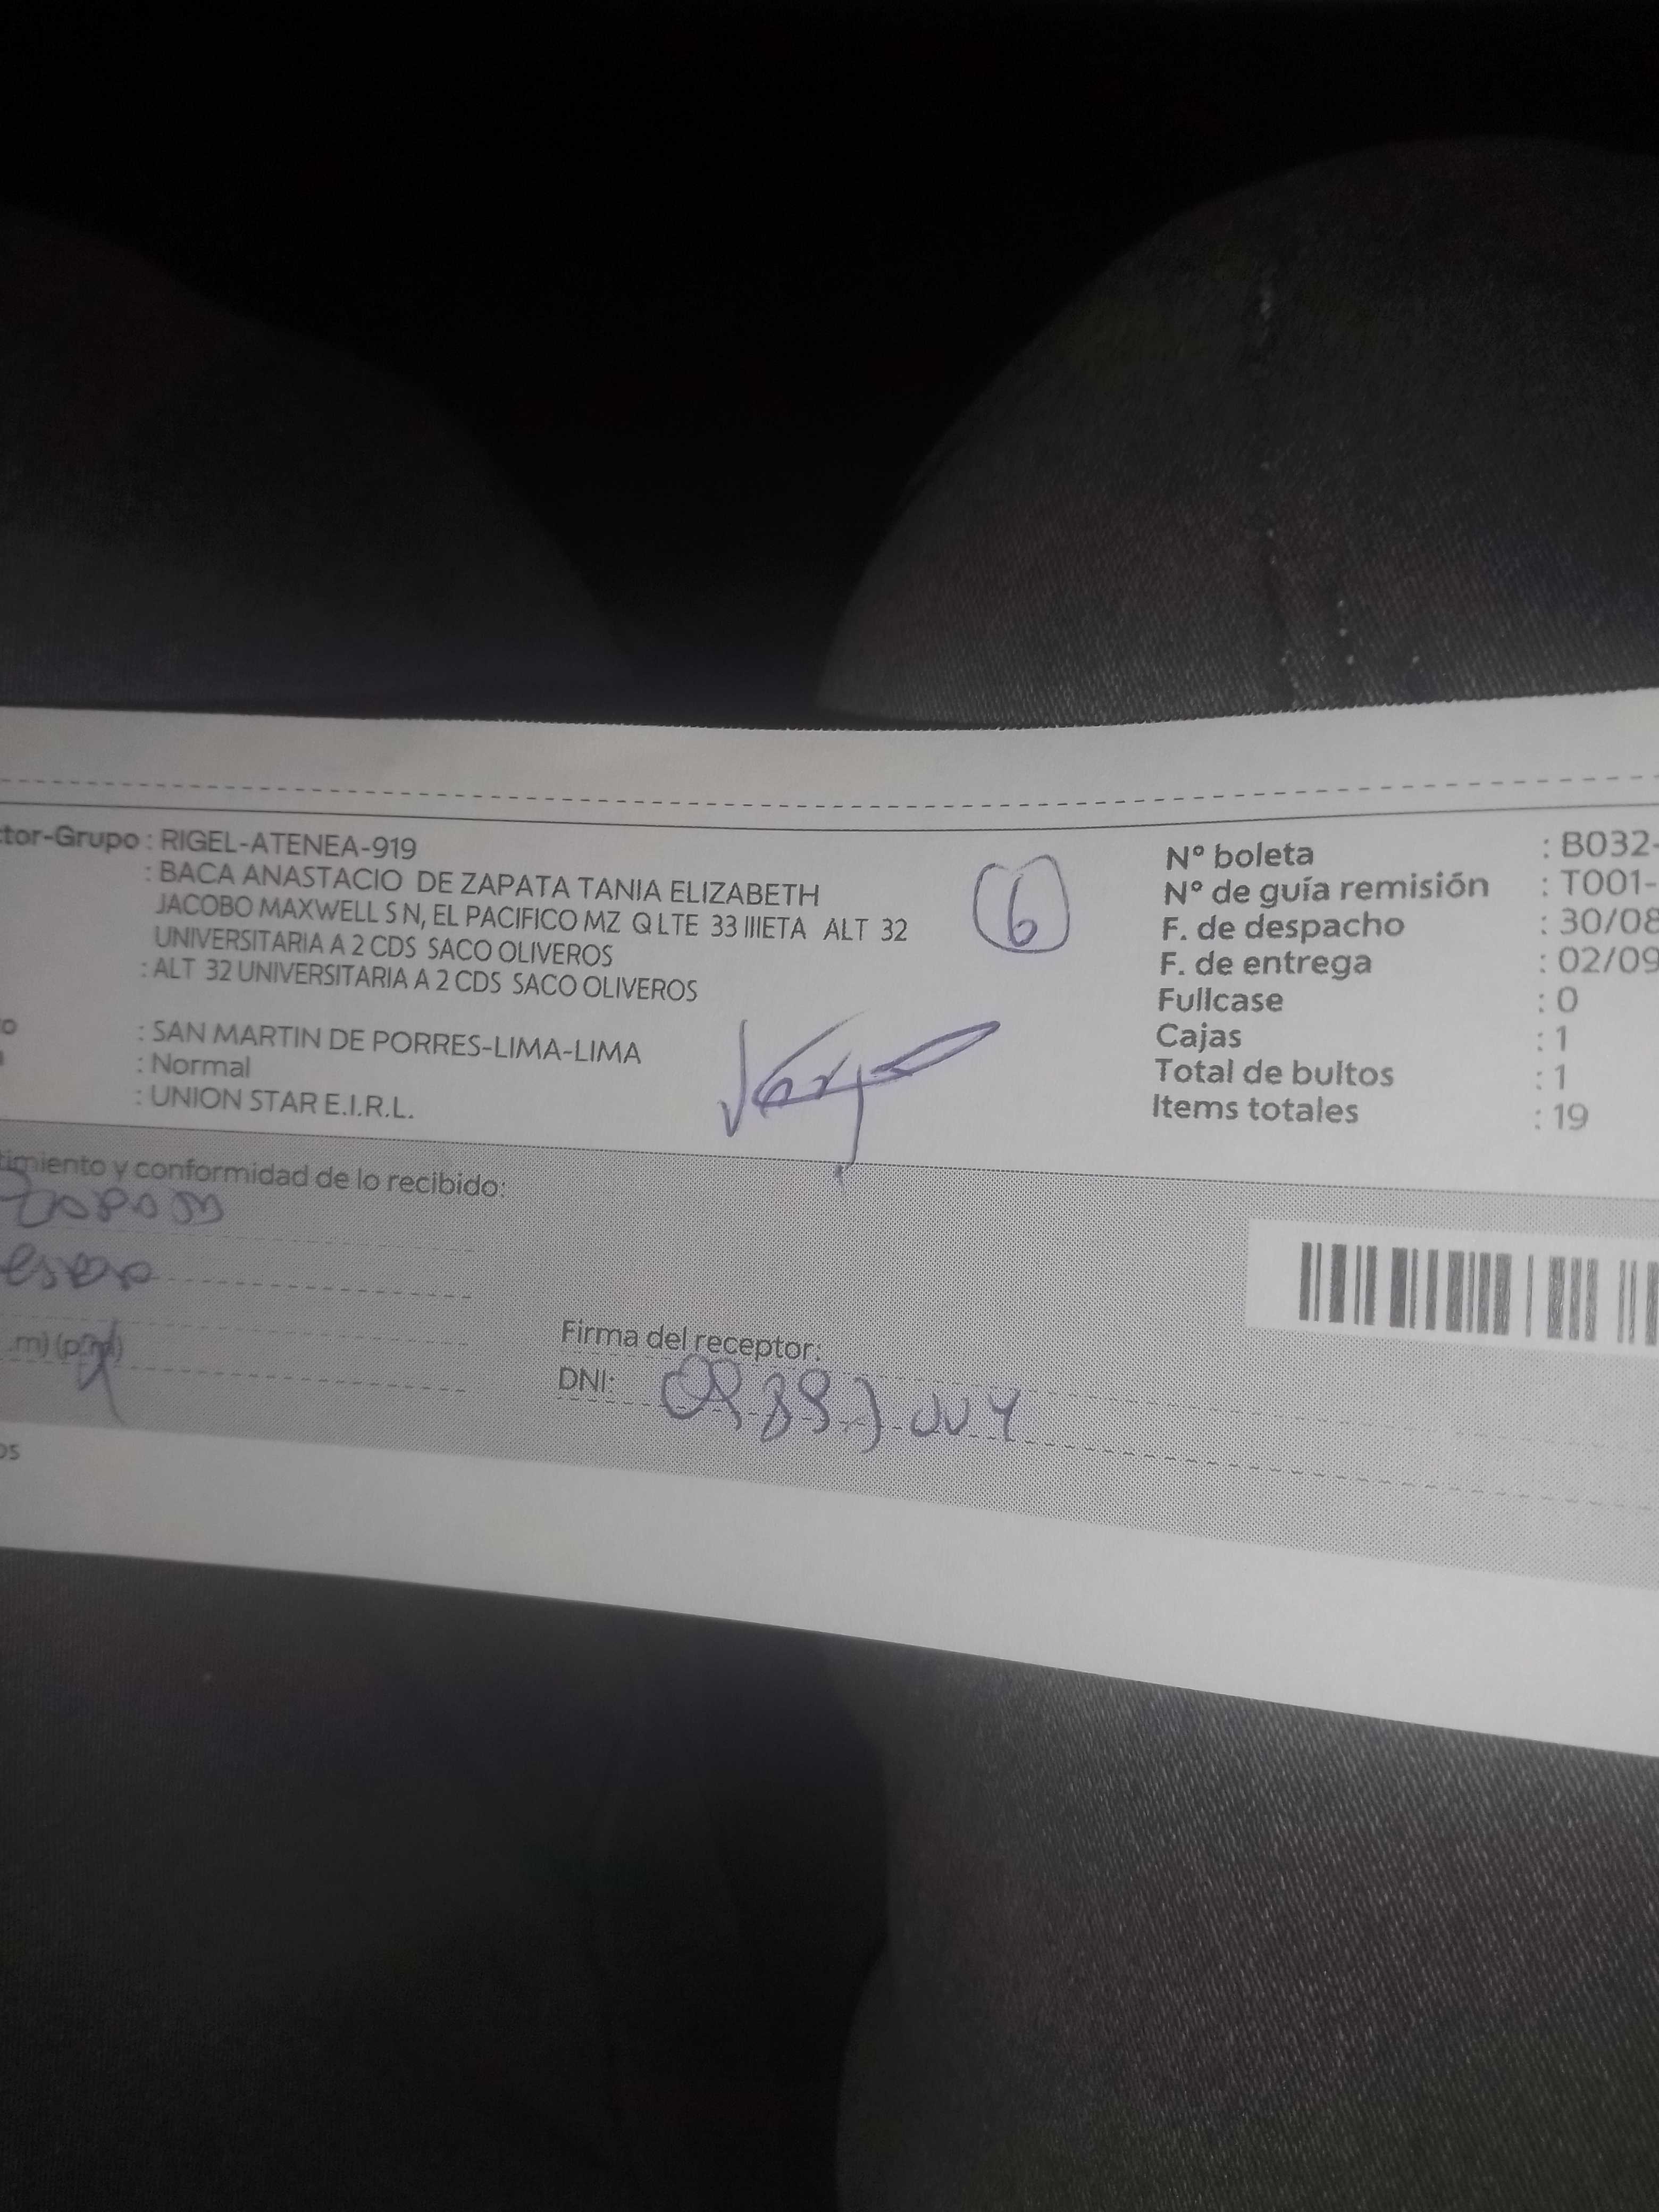 ctor-Grupo : RIGEL-ATENEA-919
: BACA ANASTACIO DE ZAPATA TANIA ELIZABETH
JACOBO MAXWELL S N, EL PACIFICO MZ Q LTE 33 IIIETA ALT 32
UNIVERSITARIA A 2 CDS SACO OLIVEROS
: ALT 32 UNIVERSITARIA A 2 CDS SACO OLIVEROS
o : SAN MARTIN DE PORRES-LIMA-LIMA
: Normal
: UNION STAR E.I.R.L.
6
Nº boleta : B032-
Nº de guía remisión : T001-
F. de despacho : 30/08
F. de entrega : 02/09
Fullcase : 0
Cajas : 1
Total de bultos : 1
Items totales : 19
timiento y conformidad de lo recibido:
.m) (p.m)
Firma del receptor:
DNI:
os